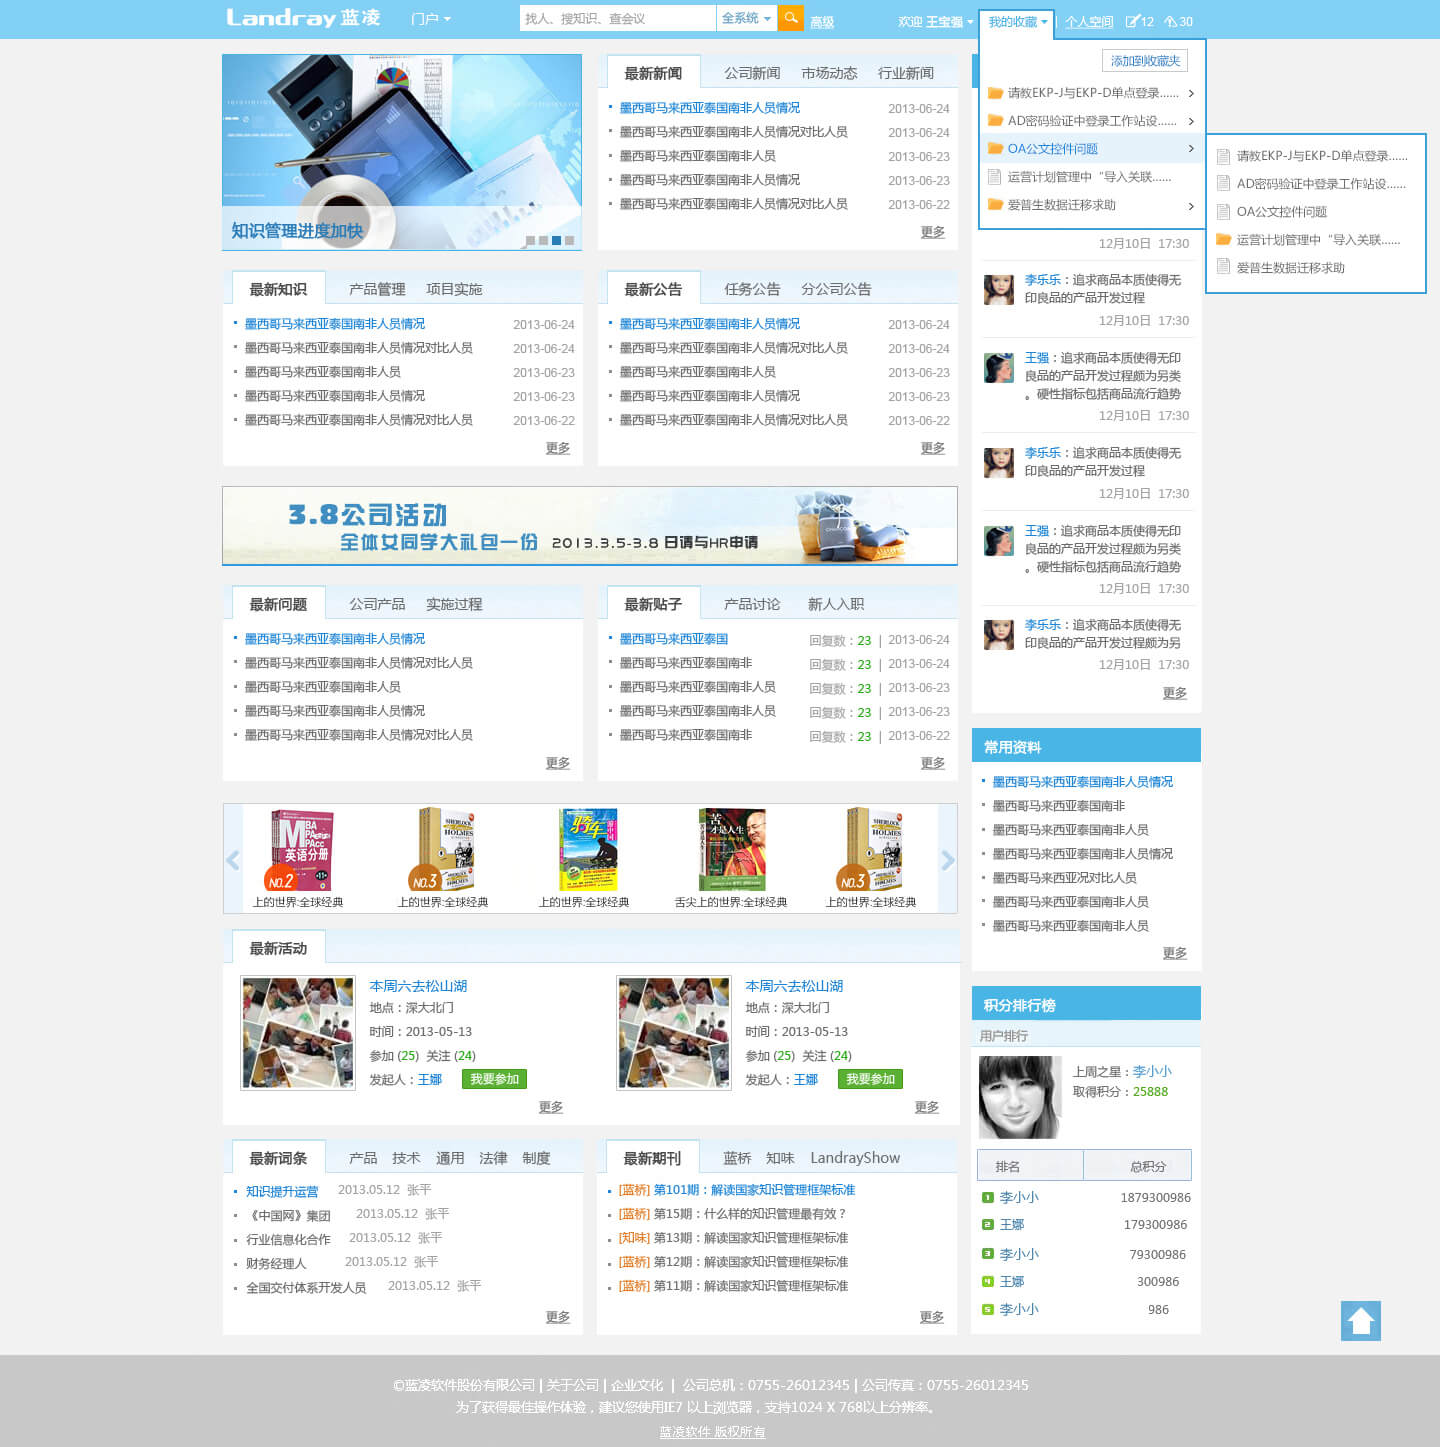 Landray 蓝凌
门户
找人、搜知识、查会议
全系统
高级
欢迎 王宝强
我的收藏
个人空间
12
30
添加到收藏夹
请教EKP-J与EKP-D单点登录……
AD密码验证中登录工作站设……
OA公文控件问题
运营计划管理中“导入关联……
爱普生数据迁移求助
请教EKP-J与EKP-D单点登录……
AD密码验证中登录工作站设……
OA公文控件问题
运营计划管理中“导入关联……
爱普生数据迁移求助
知识管理进度加快
最新新闻 公司新闻 市场动态 行业新闻
墨西哥马来西亚泰国南非人员情况 2013-06-24
墨西哥马来西亚泰国南非人员情况对比人员 2013-06-24
墨西哥马来西亚泰国南非人员 2013-06-23
墨西哥马来西亚泰国南非人员情况 2013-06-23
墨西哥马来西亚泰国南非人员情况对比人员 2013-06-22
更多
最新知识 产品管理 项目实施
墨西哥马来西亚泰国南非人员情况 2013-06-24
墨西哥马来西亚泰国南非人员情况对比人员 2013-06-24
墨西哥马来西亚泰国南非人员 2013-06-23
墨西哥马来西亚泰国南非人员情况 2013-06-23
墨西哥马来西亚泰国南非人员情况对比人员 2013-06-22
更多
最新公告 任务公告 分公司公告
墨西哥马来西亚泰国南非人员情况 2013-06-24
墨西哥马来西亚泰国南非人员情况对比人员 2013-06-24
墨西哥马来西亚泰国南非人员 2013-06-23
墨西哥马来西亚泰国南非人员情况 2013-06-23
墨西哥马来西亚泰国南非人员情况对比人员 2013-06-22
更多
12月10日 17:30
李乐乐：追求商品本质使得无
印良品的产品开发过程
12月10日 17:30
王强：追求商品本质使得无印
良品的产品开发过程颇为另类
。硬性指标包括商品流行趋势
12月10日 17:30
李乐乐：追求商品本质使得无
印良品的产品开发过程
12月10日 17:30
王强：追求商品本质使得无印
良品的产品开发过程颇为另类
。硬性指标包括商品流行趋势
12月10日 17:30
李乐乐：追求商品本质使得无
印良品的产品开发过程颇为另
12月10日 17:30
更多
3.8公司活动
全体女同学大礼包一份 2013.3.5-3.8 日请与HR申请
最新问题 公司产品 实施过程
墨西哥马来西亚泰国南非人员情况
墨西哥马来西亚泰国南非人员情况对比人员
墨西哥马来西亚泰国南非人员
墨西哥马来西亚泰国南非人员情况
墨西哥马来西亚泰国南非人员情况对比人员
更多
最新贴子 产品讨论 新人入职
墨西哥马来西亚泰国 回复数：23 | 2013-06-24
墨西哥马来西亚泰国南非 回复数：23 | 2013-06-24
墨西哥马来西亚泰国南非人员 回复数：23 | 2013-06-23
墨西哥马来西亚泰国南非人员 回复数：23 | 2013-06-23
墨西哥马来西亚泰国南非 回复数：23 | 2013-06-22
更多
常用资料
墨西哥马来西亚泰国南非人员情况
墨西哥马来西亚泰国南非
墨西哥马来西亚泰国南非人员
墨西哥马来西亚泰国南非人员情况
墨西哥马来西亚况对比人员
墨西哥马来西亚泰国南非人员
墨西哥马来西亚泰国南非人员
更多
MBA
MPA
MPAcc
英语分册
NO.2
SHERLOCK
HOLMES
NO.3
骑车
苦
才是人生
SHERLOCK
HOLMES
NO.3
上的世界:全球经典
上的世界:全球经典
上的世界:全球经典
舌尖上的世界:全球经典
上的世界:全球经典
最新活动
本周六去松山湖
地点：深大北门
时间：2013-05-13
参加 (25) 关注 (24)
发起人：王娜 我要参加
更多
本周六去松山湖
地点：深大北门
时间：2013-05-13
参加 (25) 关注 (24)
发起人：王娜 我要参加
更多
积分排行榜
用户排行
上周之星：李小小
取得积分：25888
排名 总积分
1 李小小 1879300986
2 王娜 179300986
3 李小小 79300986
4 王娜 300986
5 李小小 986
最新词条 产品 技术 通用 法律 制度
知识提升运营 2013.05.12 张平
《中国网》集团 2013.05.12 张平
行业信息化合作 2013.05.12 张平
财务经理人 2013.05.12 张平
全国交付体系开发人员 2013.05.12 张平
更多
最新期刊 蓝桥 知味 LandrayShow
[蓝桥] 第101期：解读国家知识管理框架标准
[蓝桥] 第15期：什么样的知识管理最有效？
[知味] 第13期：解读国家知识管理框架标准
[蓝桥] 第12期：解读国家知识管理框架标准
[蓝桥] 第11期：解读国家知识管理框架标准
更多
©蓝凌软件股份有限公司 | 关于公司 | 企业文化 | 公司总机：0755-26012345 | 公司传真：0755-26012345
为了获得最佳操作体验，建议您使用IE7 以上浏览器，支持1024 X 768以上分辨率。
蓝凌软件 版权所有